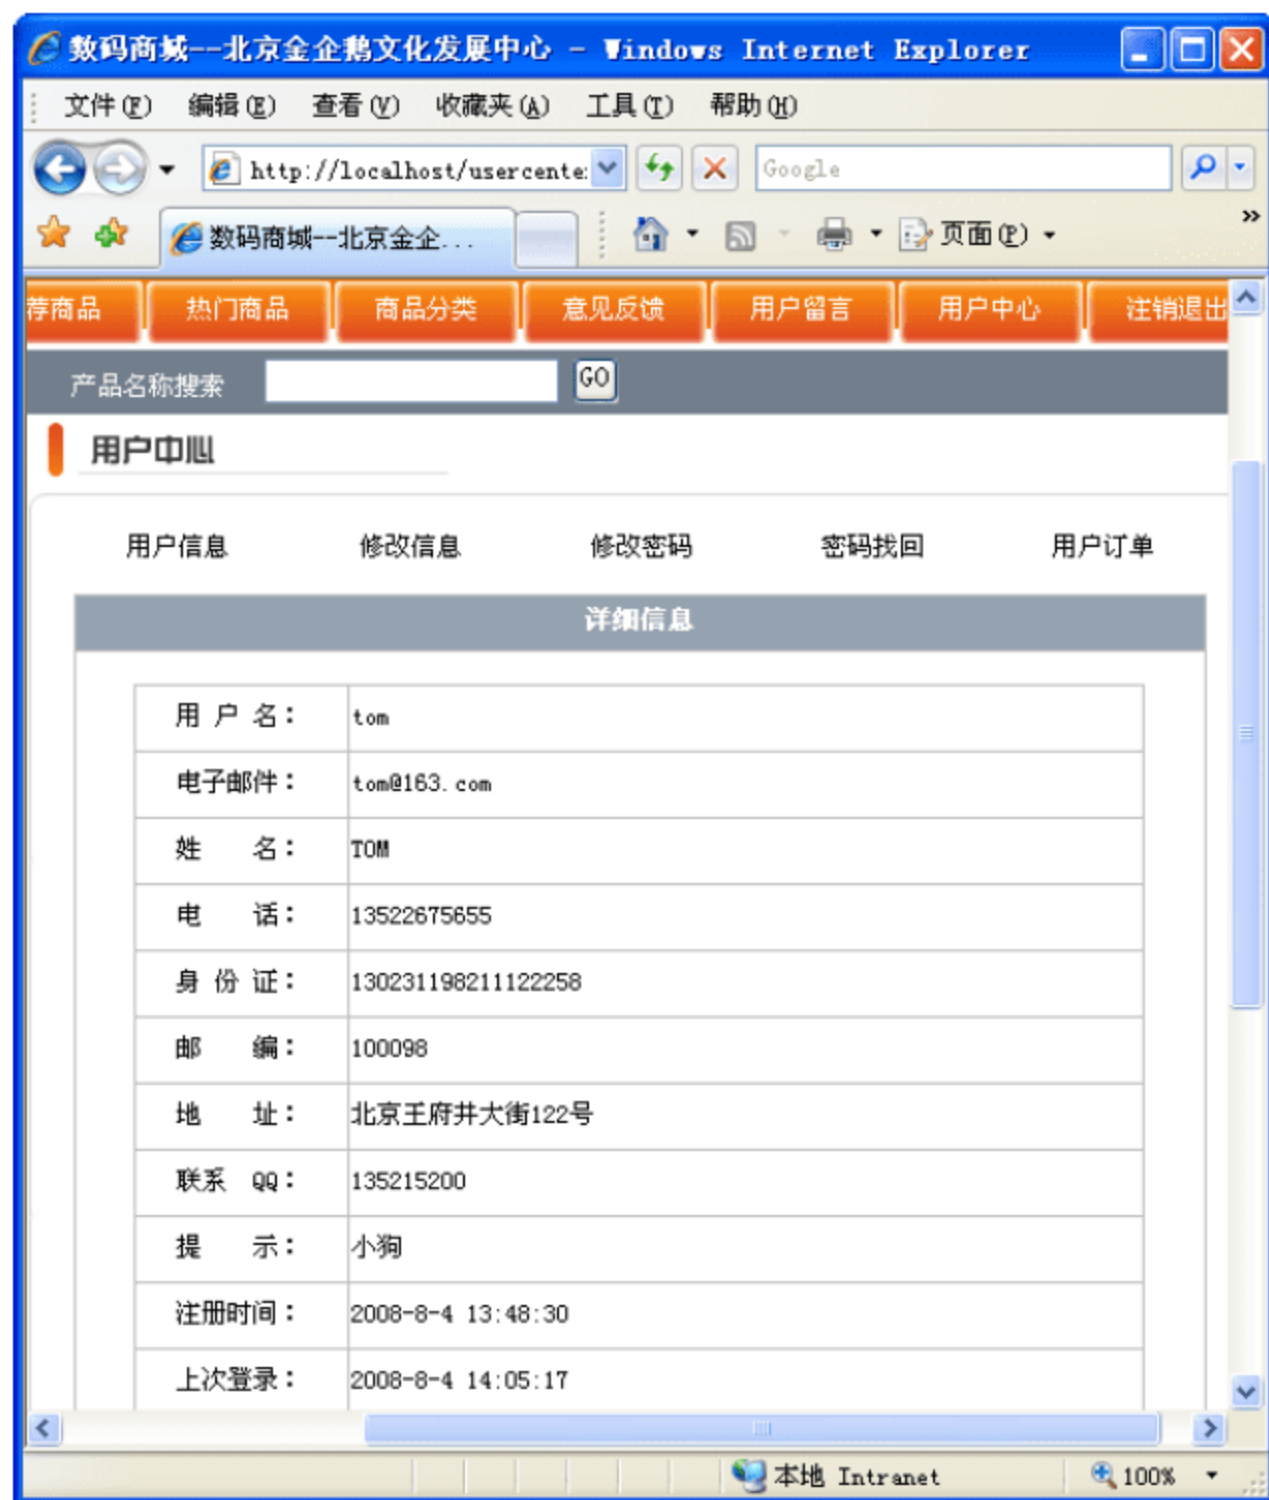 数码商城--北京金企鹅文化发展中心 - Windows Internet Explorer
文件(F) 编辑(E) 查看(V) 收藏夹(A) 工具(T) 帮助(H)
http://localhost/usercente Google
数码商城--北京金企... 页面(P)
荐商品 热门商品 商品分类 意见反馈 用户留言 用户中心 注销退出
产品名称搜索 GO
用户中心
用户信息 修改信息 修改密码 密码找回 用户订单
详细信息
用 户 名： tom
电子邮件： tom@163.com
姓 名： TOM
电 话： 13522675655
身 份 证： 130231198211122258
邮 编： 100098
地 址： 北京王府井大街122号
联系 QQ： 135215200
提 示： 小狗
注册时间： 2008-8-4 13:48:30
上次登录： 2008-8-4 14:05:17
本地 Intranet 100%